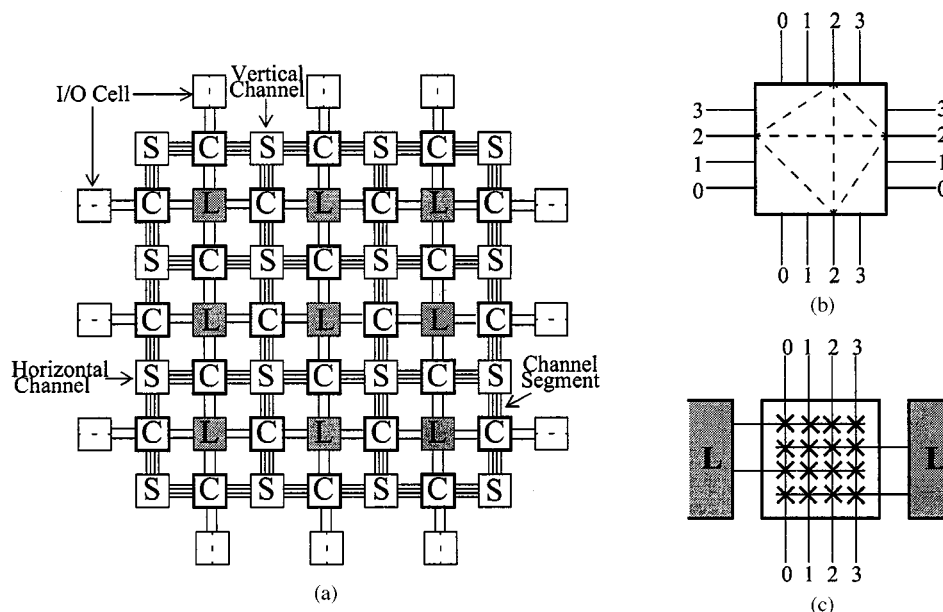 I/O Cell
Vertical
Channel
S C S C S C S
- C L C L C L C -
S C S C S C S
- C L C L C L C -
Horizontal
Channel
Channel
Segment
S C S C S C S
- C L C L C L C -
S C S C S C S
(a)
0 1 2 3
3 3
2 2
1 1
0 0
0 1 2 3
(b)
0 1 2 3
L L
0 1 2 3
(c)